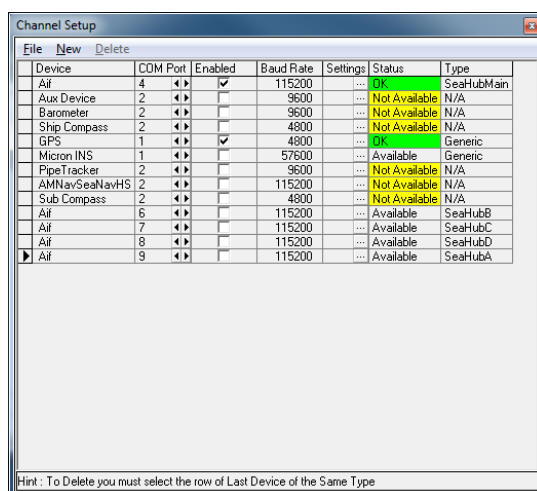 Channel Setup
File New Delete
Device COM Port Enabled Baud Rate Settings Status Type
Aif 4 115200 ... OK SeaHubMain
Aux Device 2 9600 ... Not Available N/A
Barometer 2 9600 ... Not Available N/A
Ship Compass 2 4800 ... Not Available N/A
GPS 1 4800 ... OK Generic
Micron INS 1 57600 ... Available Generic
PipeTracker 2 9600 ... Not Available N/A
AMNavSeaNavHS 2 115200 ... Not Available N/A
Sub Compass 2 4800 ... Not Available N/A
Aif 6 115200 ... Available SeaHubB
Aif 7 115200 ... Available SeaHubC
Aif 8 115200 ... Available SeaHubD
Aif 9 115200 ... Available SeaHubA
Hint : To Delete you must select the row of Last Device of the Same Type